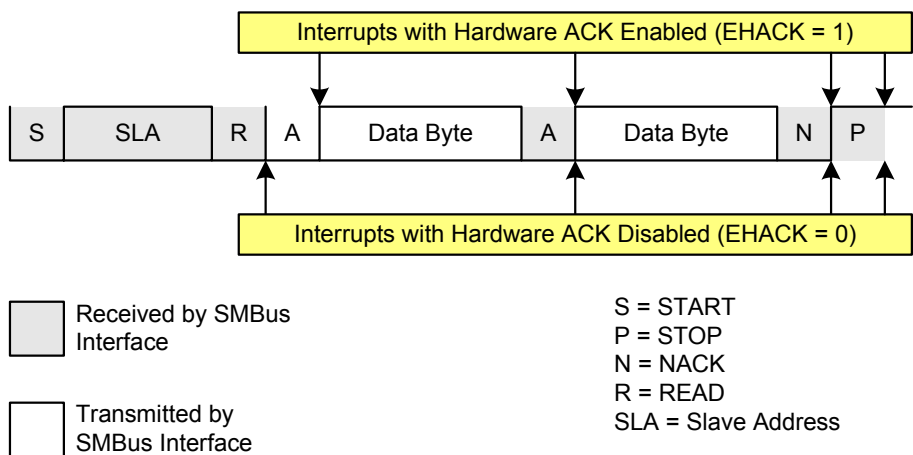 Interrupts with Hardware ACK Enabled (EHACK = 1)
S SLA R A Data Byte A Data Byte N P
Interrupts with Hardware ACK Disabled (EHACK = 0)
Received by SMBus
Interface
Transmitted by
SMBus Interface
S = START
P = STOP
N = NACK
R = READ
SLA = Slave Address